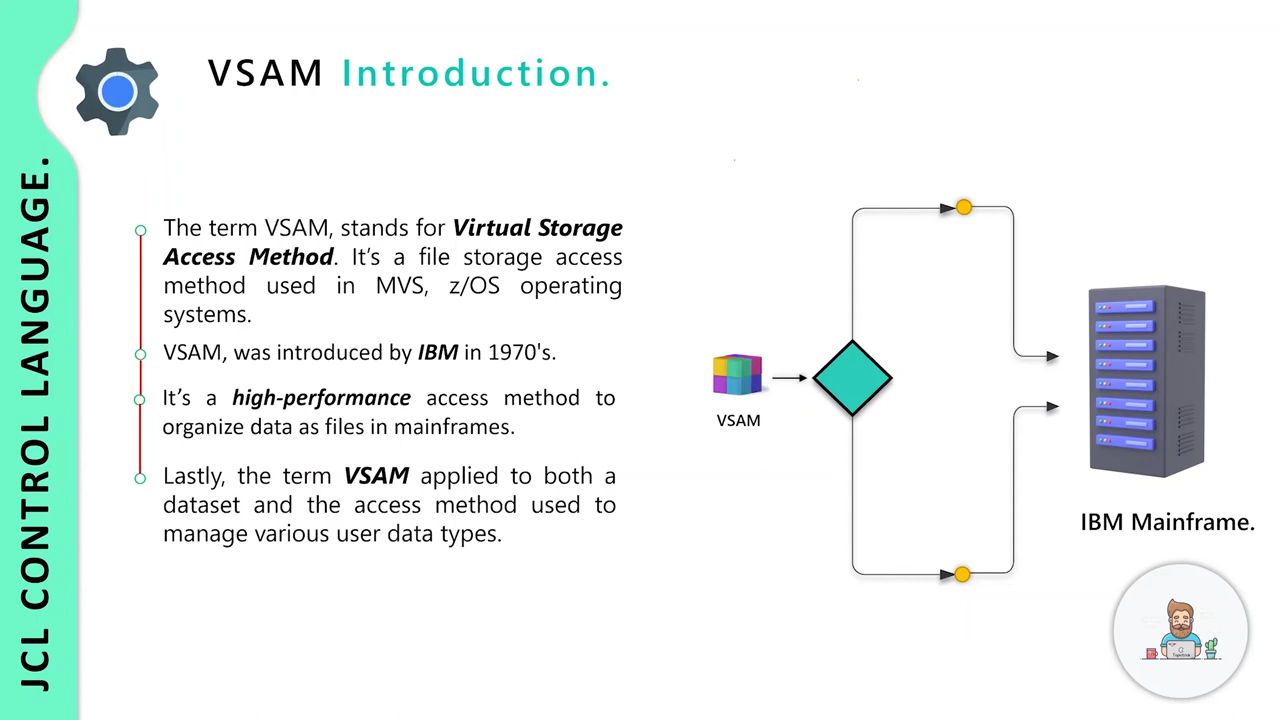 JCL CONTROL LANGUAGE.
VSAM Introduction.
The term VSAM, stands for Virtual Storage
Access Method. It's a file storage access
method used in MVS, z/OS operating
systems.
VSAM, was introduced by IBM in 1970's.
It's a high-performance access method to
organize data as files in mainframes.
Lastly, the term VSAM applied to both a
dataset and the access method used to
manage various user data types.
VSAM
IBM Mainframe.